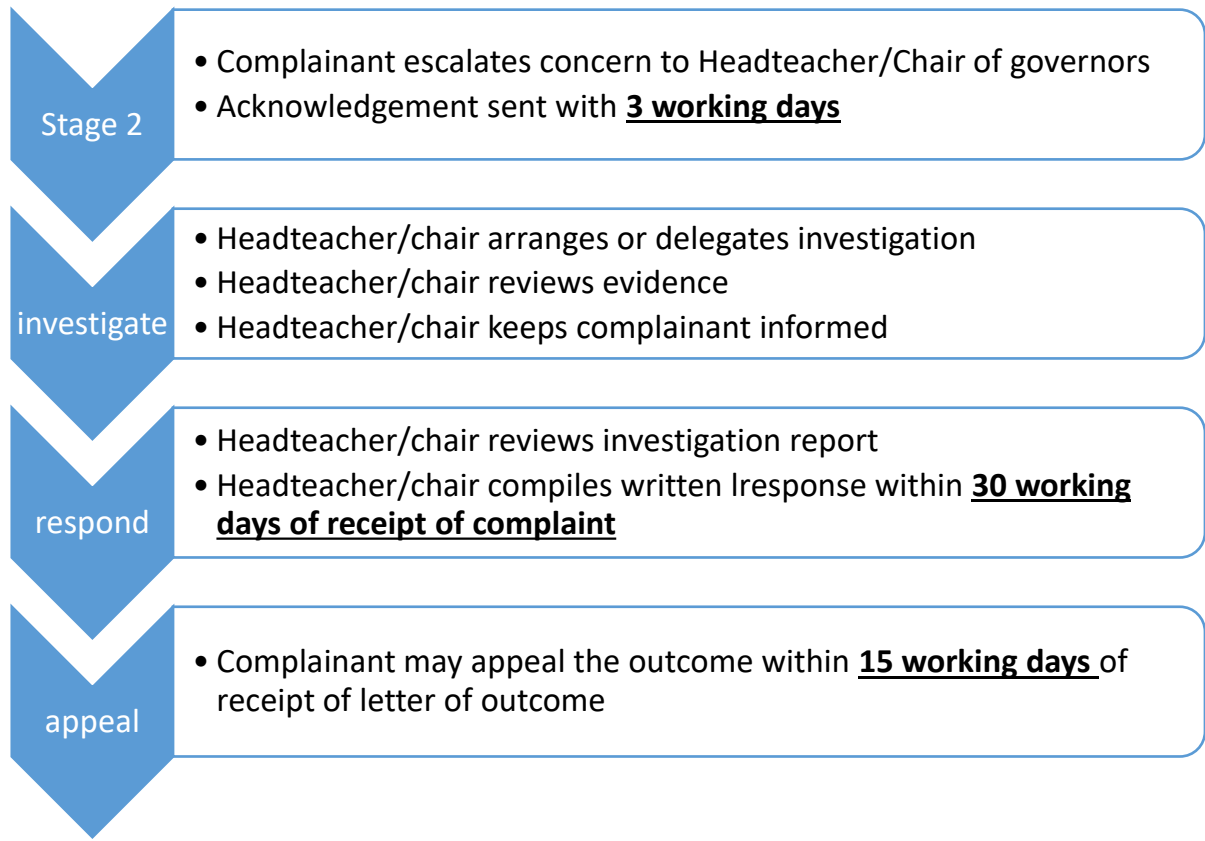 Stage 2
• Complainant escalates concern to Headteacher/Chair of governors
• Acknowledgement sent with 3 working days
investigate
• Headteacher/chair arranges or delegates investigation
• Headteacher/chair reviews evidence
• Headteacher/chair keeps complainant informed
respond
• Headteacher/chair reviews investigation report
• Headteacher/chair compiles written lresponse within 30 working
days of receipt of complaint
appeal
• Complainant may appeal the outcome within 15 working days of
receipt of letter of outcome